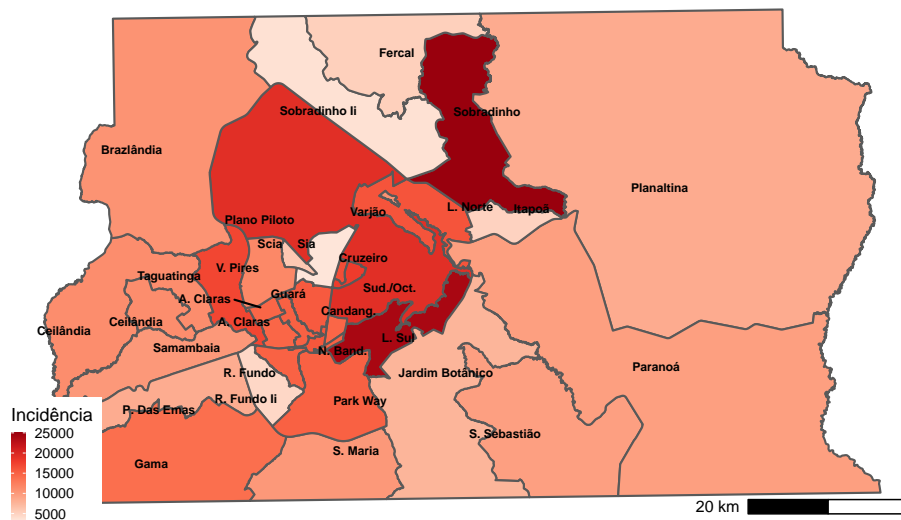 Fercal
Sobradinho Ii
Sobradinho
Brazlândia
Planaltina
Plano Piloto
Varjão
L. Norte
Itapoã
Scia
Sia
Cruzeiro
V. Pires
Taguatinga
Sud./Oct.
A. Claras
Guará
Candang.
Ceilândia
Ceilândia
A. Claras
L. Sul
Samambaia
N. Band.
R. Fundo
Jardim Botânico
Paranoá
R. Fundo Ii
Park Way
P. Das Emas
S. Sebastião
Gama
S. Maria
Incidência
25000
20000
15000
10000
5000
20 km